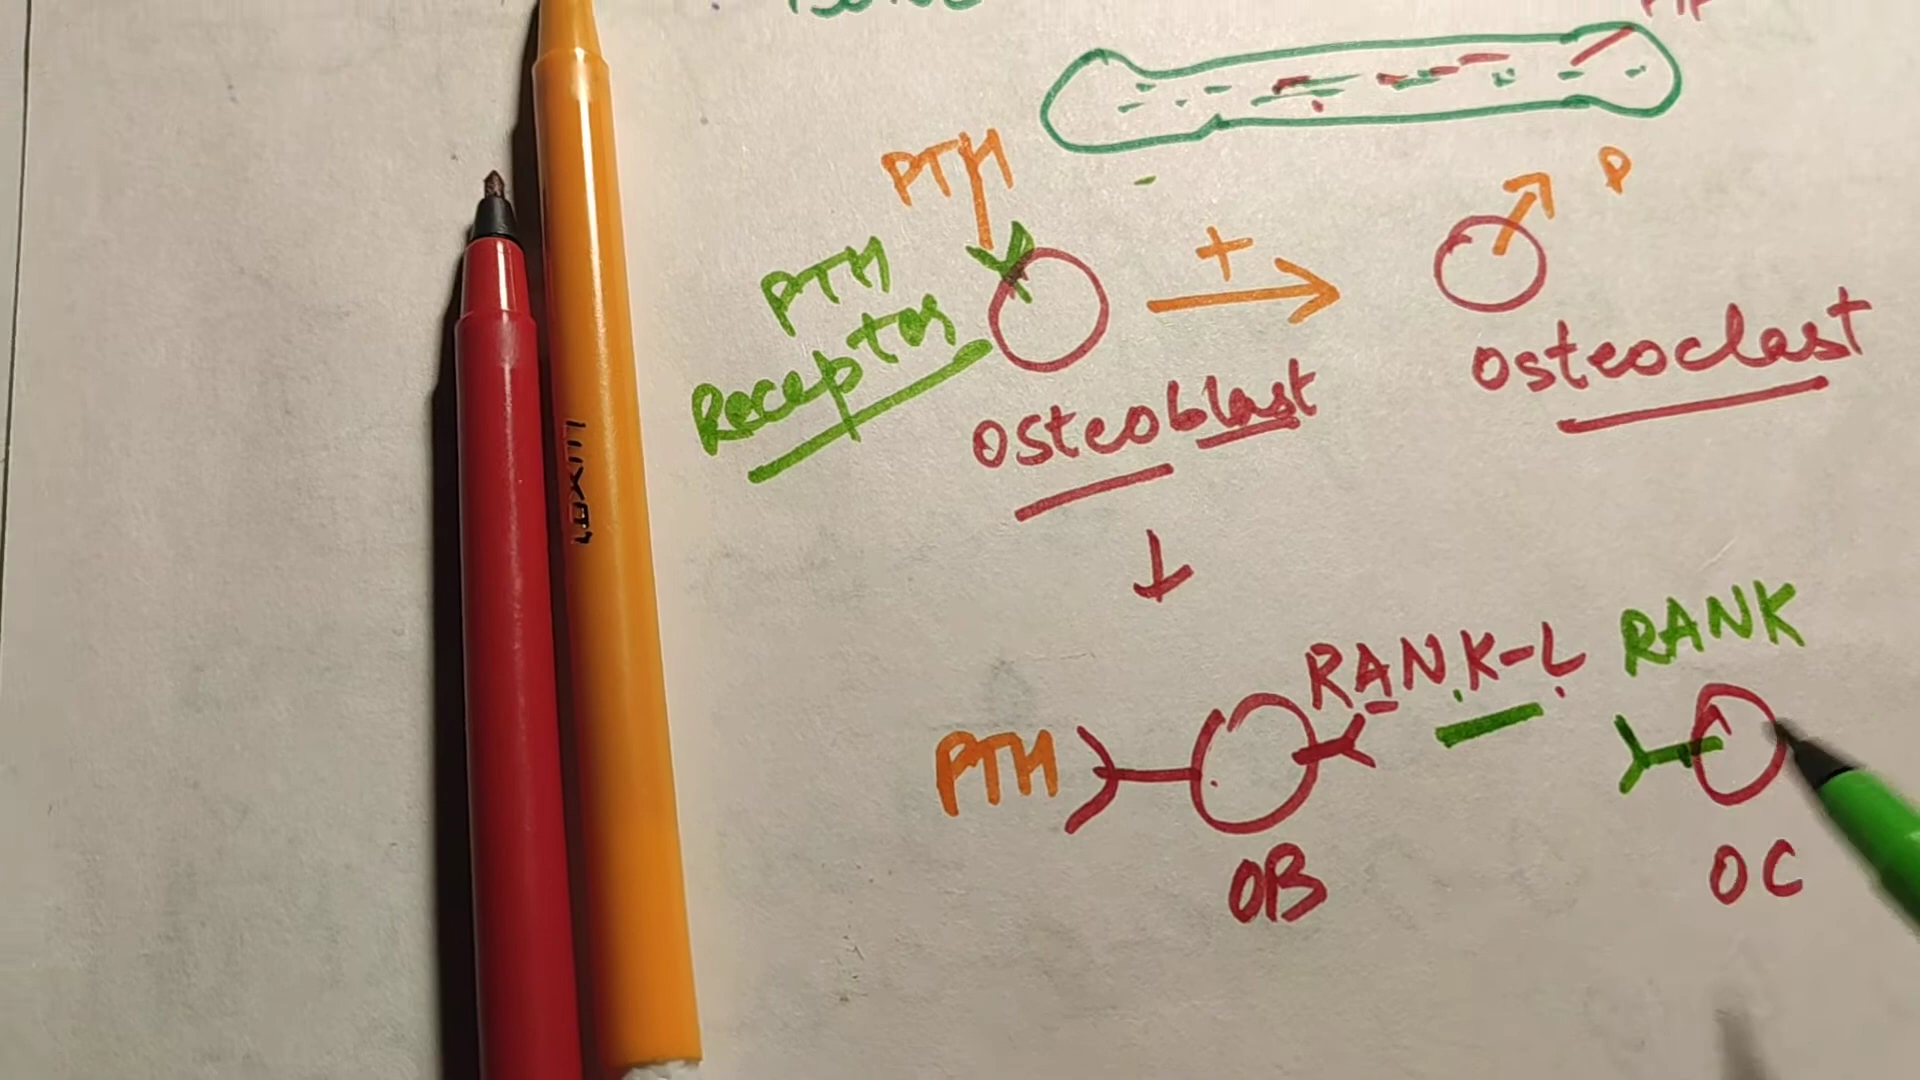 PTH
P
+
PTH
Receptor
Osteoblast
Osteoclast
RANK-L
RANK
PTH
OB
OC
LUXOR